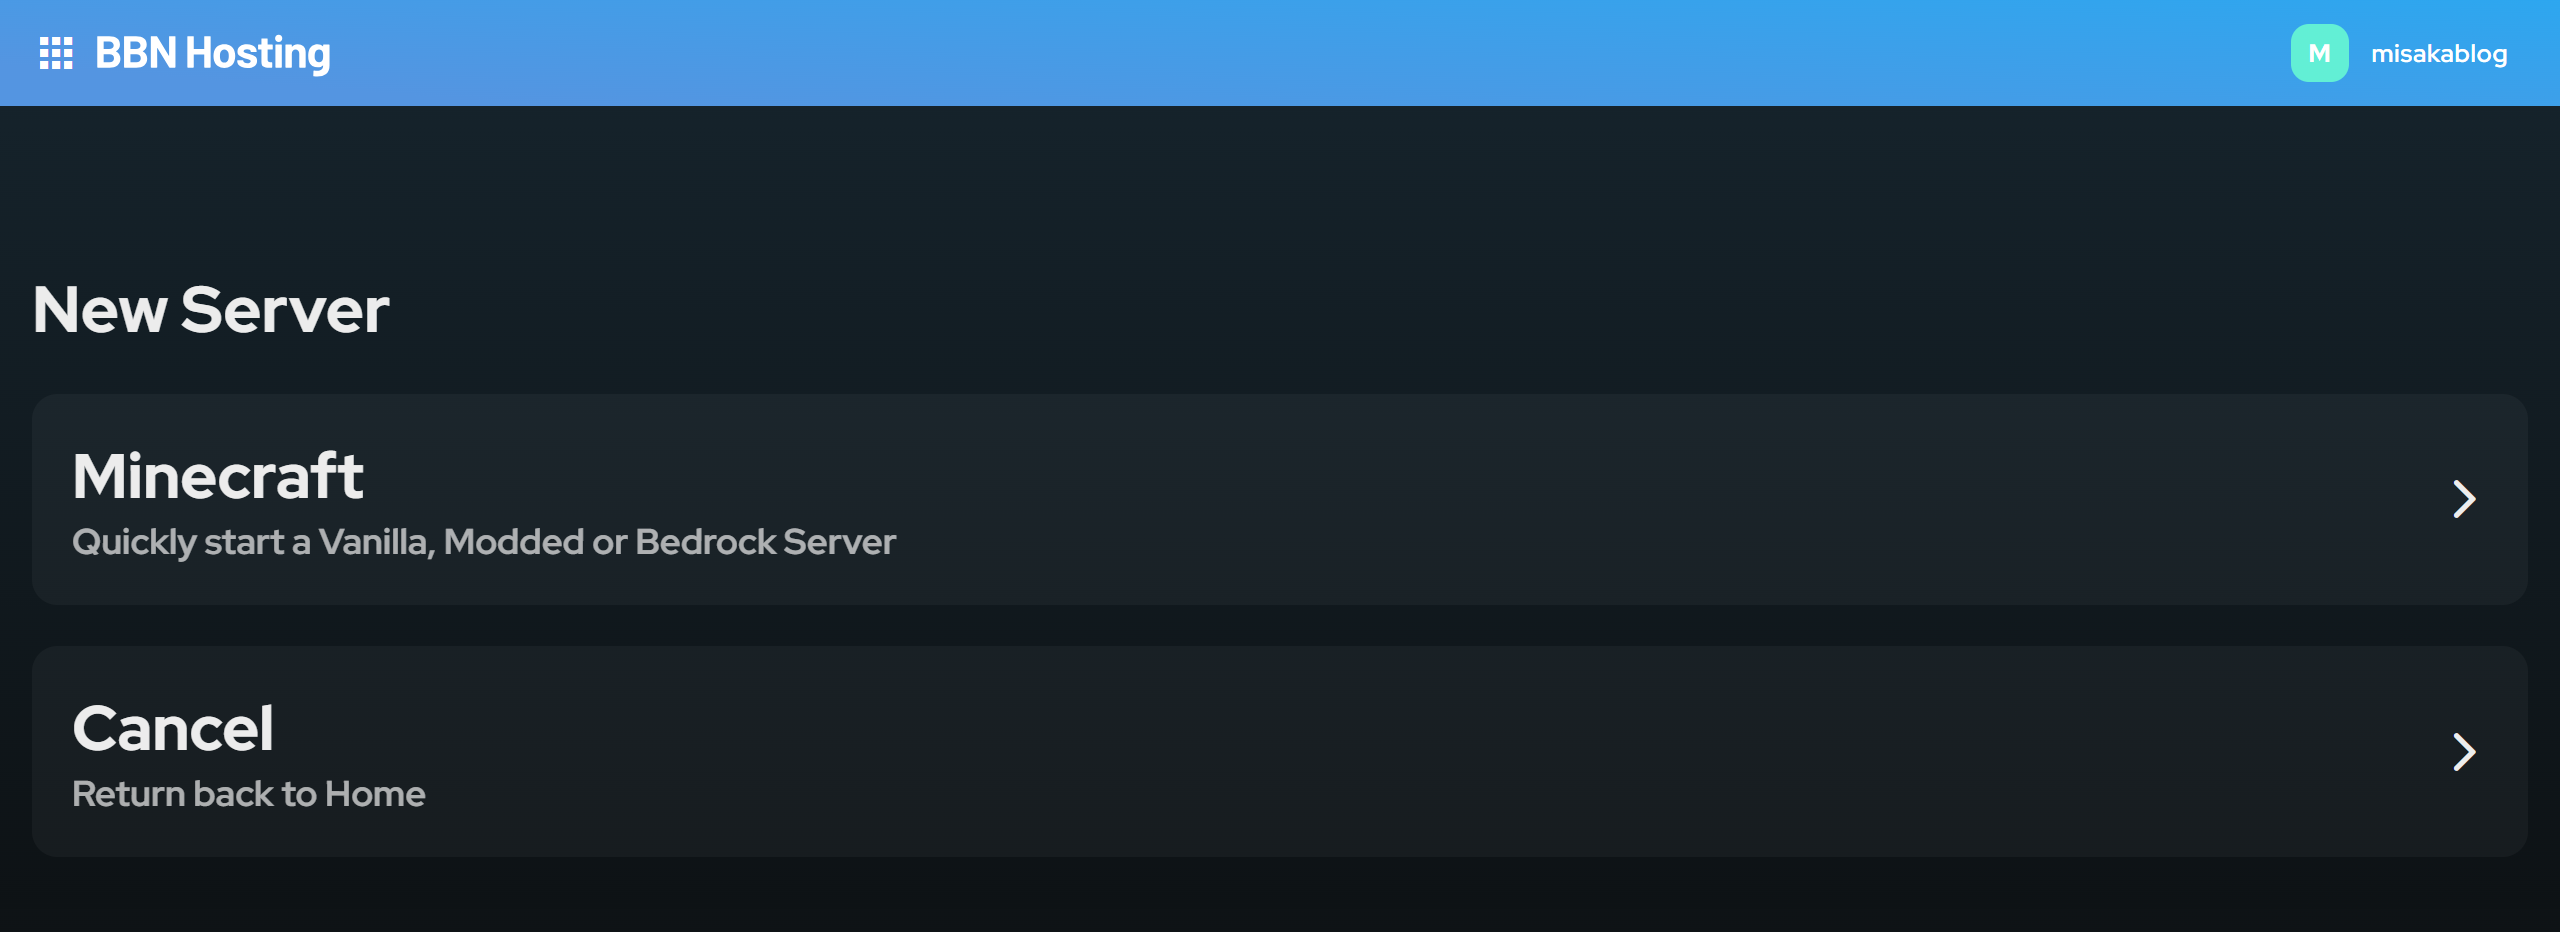 BBN Hosting
M
misakablog
New Server
Minecraft
Quickly start a Vanilla, Modded or Bedrock Server
Cancel
Return back to Home